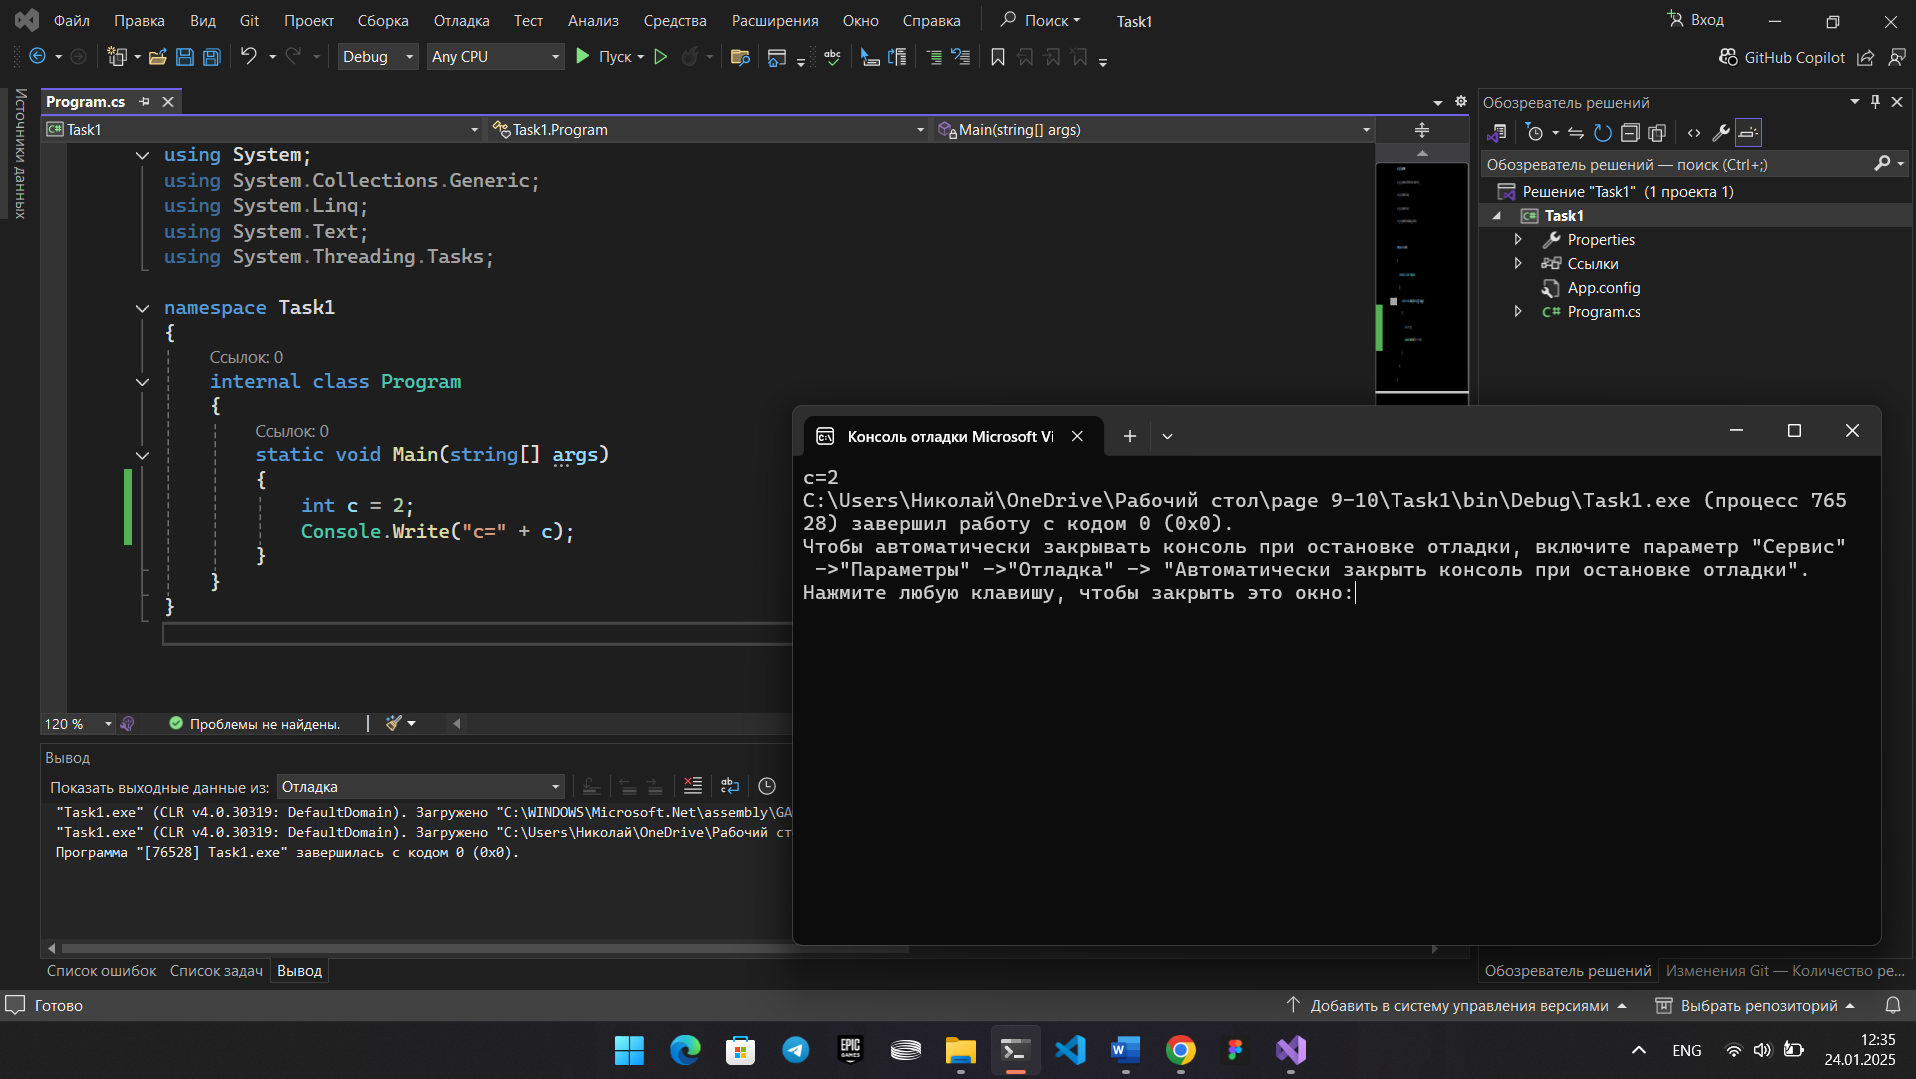 Файл Правка Вид Git Проект Сборка Отладка Тест Анализ Средства Расширения Окно Справка Поиск Task1 Вход
Debug Any CPU Пуск abc GitHub Copilot
Источники данных
Program.cs
Task1 Task1.Program Main(string[] args)
using System;
using System.Collections.Generic;
using System.Linq;
using System.Text;
using System.Threading.Tasks;
namespace Task1
{
Ссылок: 0
internal class Program
{
Ссылок: 0
static void Main(string[] args)
{
int c = 2;
Console.Write("c=" + c);
}
}
}
120 % Проблемы не найдены.
Обозреватель решений
Обозреватель решений — поиск (Ctrl+;)
Решение "Task1" (1 проекта 1)
C# Task1
Properties
Ссылки
App.config
C# Program.cs
Консоль отладки Microsoft Vi
c=2
C:\Users\Николай\OneDrive\Рабочий стол\page 9-10\Task1\bin\Debug\Task1.exe (процесс 765
28) завершил работу с кодом 0 (0x0).
Чтобы автоматически закрывать консоль при остановке отладки, включите параметр "Сервис"
->"Параметры" ->"Отладка" -> "Автоматически закрыть консоль при остановке отладки".
Нажмите любую клавишу, чтобы закрыть это окно:
Вывод
Показать выходные данные из: Отладка
"Task1.exe" (CLR v4.0.30319: DefaultDomain). Загружено "C:\WINDOWS\Microsoft.Net\assembly\GA
"Task1.exe" (CLR v4.0.30319: DefaultDomain). Загружено "C:\Users\Николай\OneDrive\Рабочий ст
Программа "[76528] Task1.exe" завершилась с кодом 0 (0x0).
Список ошибок Список задач Вывод
Обозреватель решений Изменения Git — Количество ре...
Готово Добавить в систему управления версиями Выбрать репозиторий
EPIC GAMES
ENG
12:35
24.01.2025